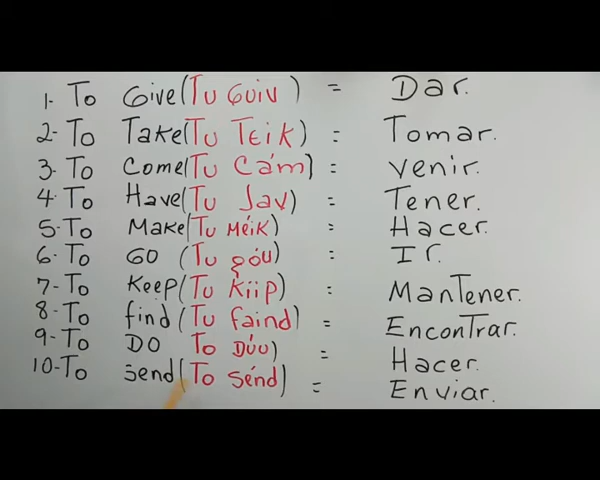 1- To Give (Tu Guiv) = Dar.
2- To Take (Tu Teik) = Tomar.
3- To Come (Tu Cám) = Venir.
4- To Have (Tu Jav) = Tener.
5- To Make (Tu Méik) = Hacer.
6- To GO (Tu góu) = Ir.
7- To Keep (Tu Kiip) = Mantener.
8- To find (Tu faind) = Encontrar.
9- To DO To Dúu) = Hacer.
10- To Send (To Sénd) = Enviar.